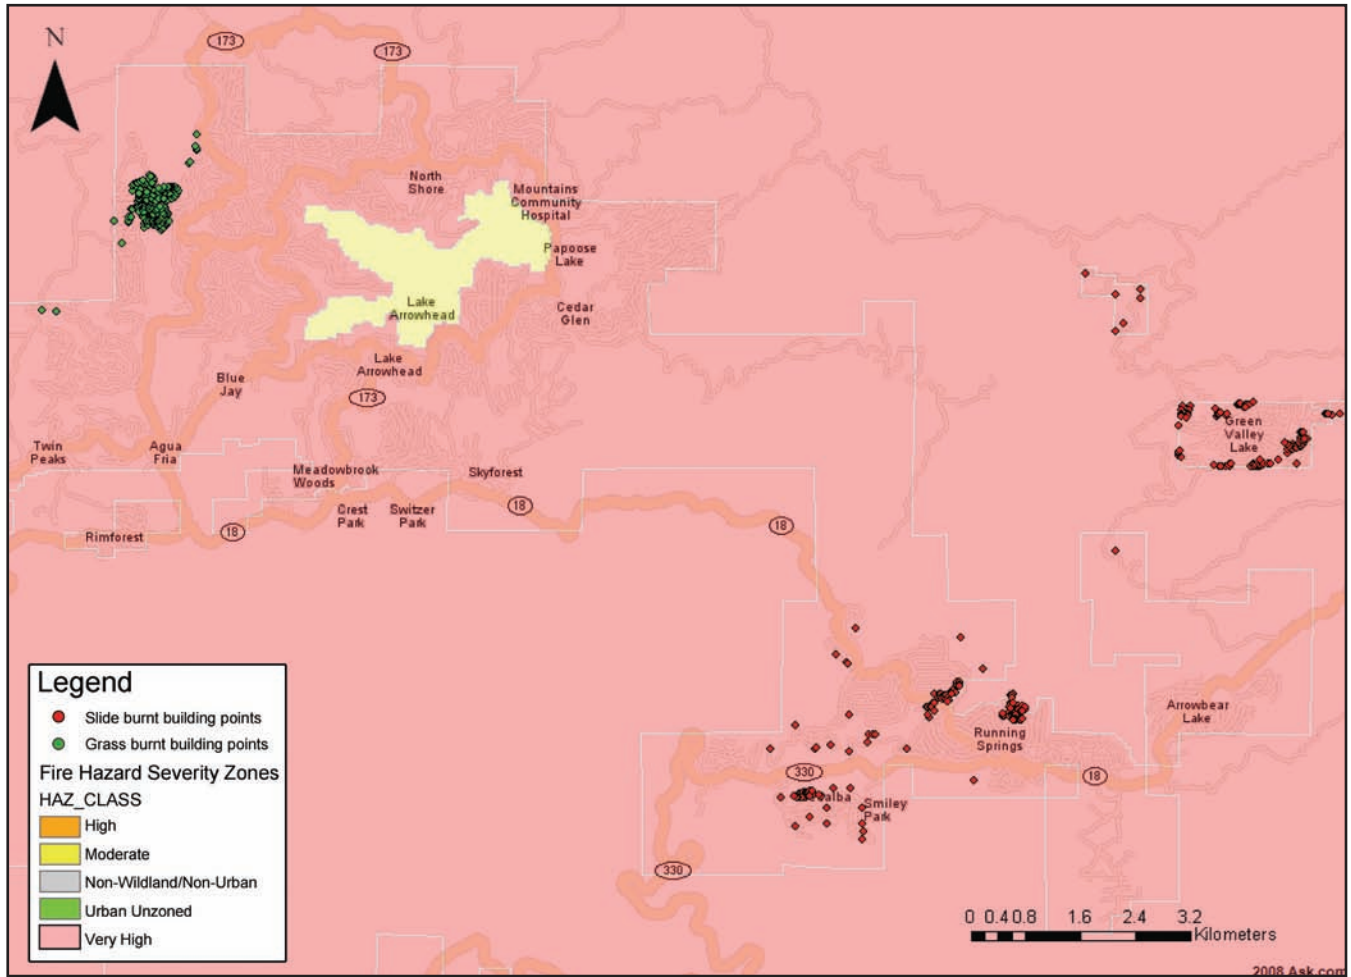 N
173
173
North
Shore
Mountains
Community
Hospital
Papoose
Lake
Lake
Arrowhead
Cedar
Glen
Lake
Arrowhead
Blue
Jay
173
Twin
Peaks
Agua
Fria
Green
Valley
Lake
Meadowbrook
Woods
Skyforest
Crest
Park
Switzer
Park
18
18
18
Rimforest
Arrowbear
Lake
Running
Springs
330
18
Smiley
Park
330
Legend
Slide burnt building points
Grass burnt building points
Fire Hazard Severity Zones
HAZ_CLASS
High
Moderate
Non-Wildland/Non-Urban
Urban Unzoned
Very High
0 0.4 0.8 1.6 2.4 3.2
Kilometers
2008 Ask.com